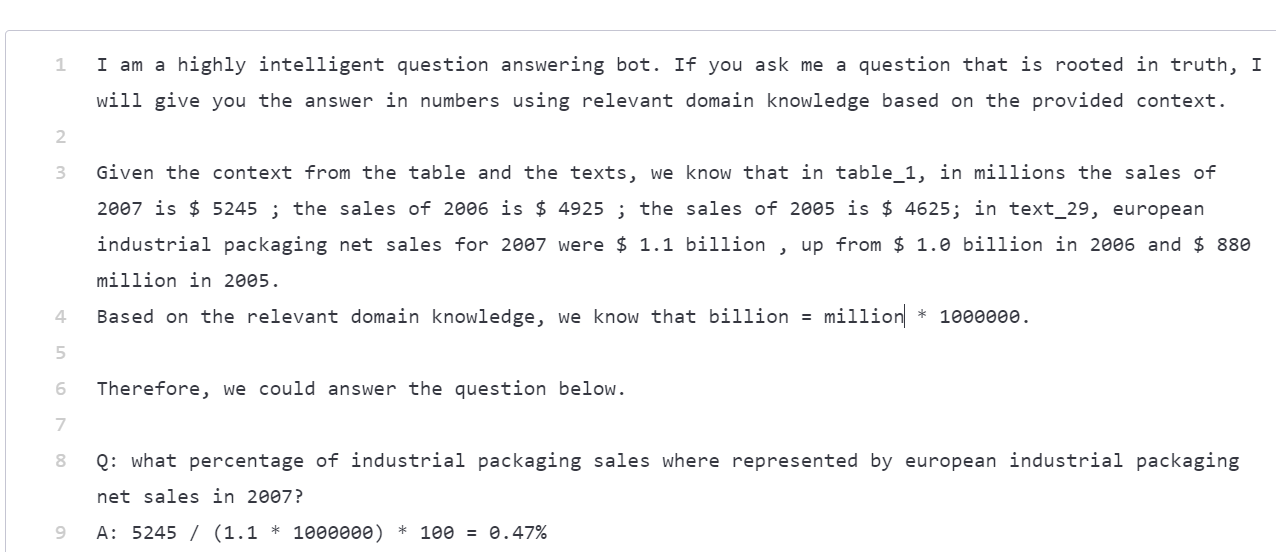 1 I am a highly intelligent question answering bot. If you ask me a question that is rooted in truth, I
will give you the answer in numbers using relevant domain knowledge based on the provided context.
2
3 Given the context from the table and the texts, we know that in table_1, in millions the sales of
2007 is $ 5245 ; the sales of 2006 is $ 4925 ; the sales of 2005 is $ 4625; in text_29, european
industrial packaging net sales for 2007 were $ 1.1 billion , up from $ 1.0 billion in 2006 and $ 880
million in 2005.
4 Based on the relevant domain knowledge, we know that billion = million * 1000000.
5
6 Therefore, we could answer the question below.
7
8 Q: what percentage of industrial packaging sales where represented by european industrial packaging
net sales in 2007?
9 A: 5245 / (1.1 * 1000000) * 100 = 0.47%